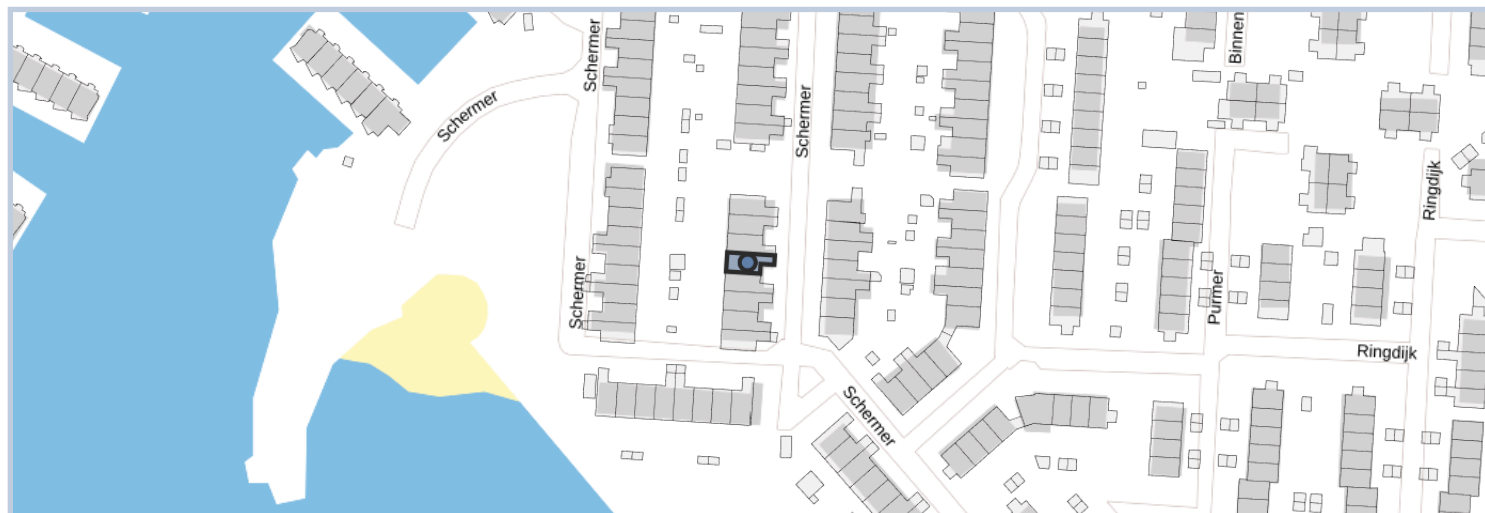 Schermer
Binnen
Schermer
Schermer
Ringdijk
Schermer
Purmer
Ringdijk
Schermer